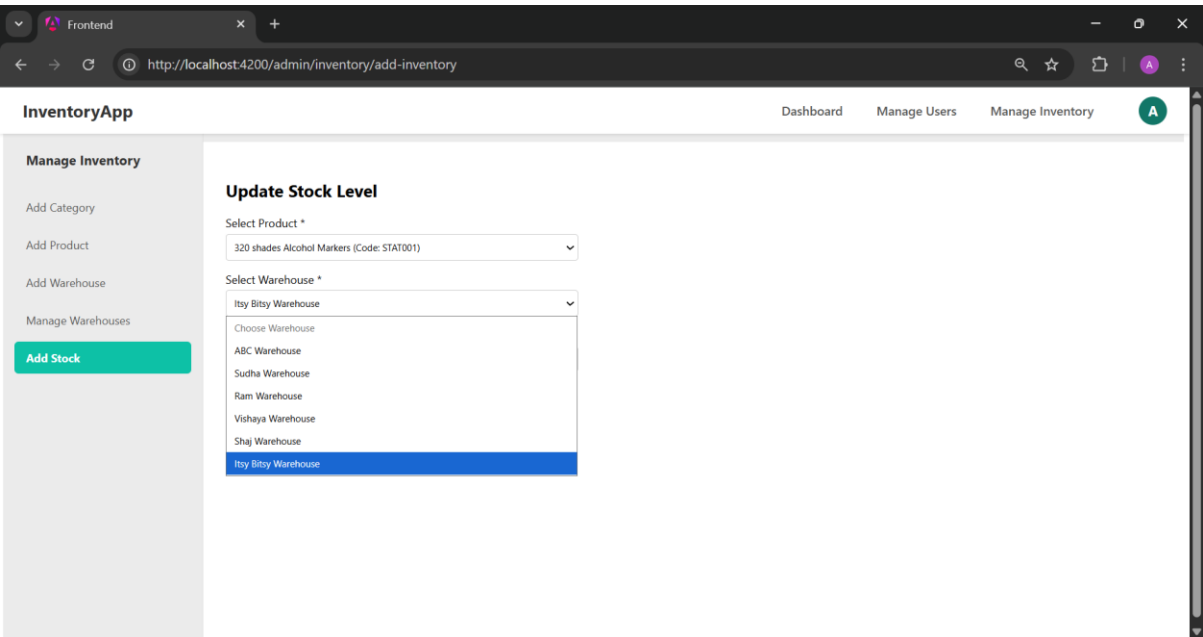 Frontend
http://localhost:4200/admin/inventory/add-inventory
A
InventoryApp
Dashboard
Manage Users
Manage Inventory
A
Manage Inventory
Add Category
Add Product
Add Warehouse
Manage Warehouses
Add Stock
Update Stock Level
Select Product *
320 shades Alcohol Markers (Code: STAT001)
Select Warehouse *
Itsy Bitsy Warehouse
Choose Warehouse
ABC Warehouse
Sudha Warehouse
Ram Warehouse
Vishaya Warehouse
Shaj Warehouse
Itsy Bitsy Warehouse